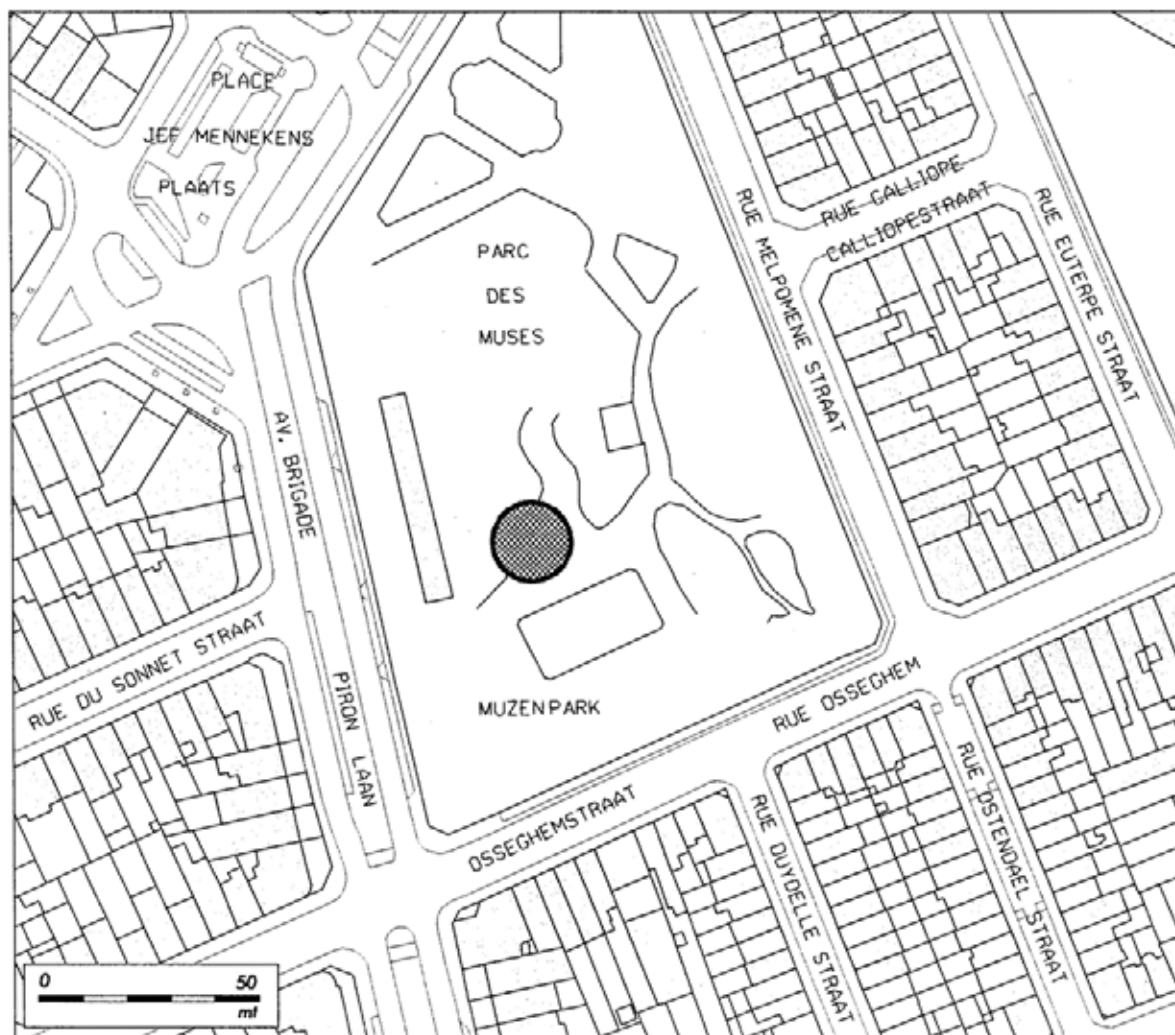 PLACE
JEF MENNEKENS
PLAATS
RUE CALLIOPE
CALLIOPESTRAAT
RUE MELPOMENE STRAAT
RUE EUTERPE STRAAT
PARC
DES
MUSES
AV. BRIGADE
PIRON LAAN
RUE DU SONNET STRAAT
MUZENPARK
RUE OSSEGHEM
OSSEGHEMSTRAAT
RUE DUYDELLE STRAAT
RUE OSTENDAEL STRAAT
0 50
mt